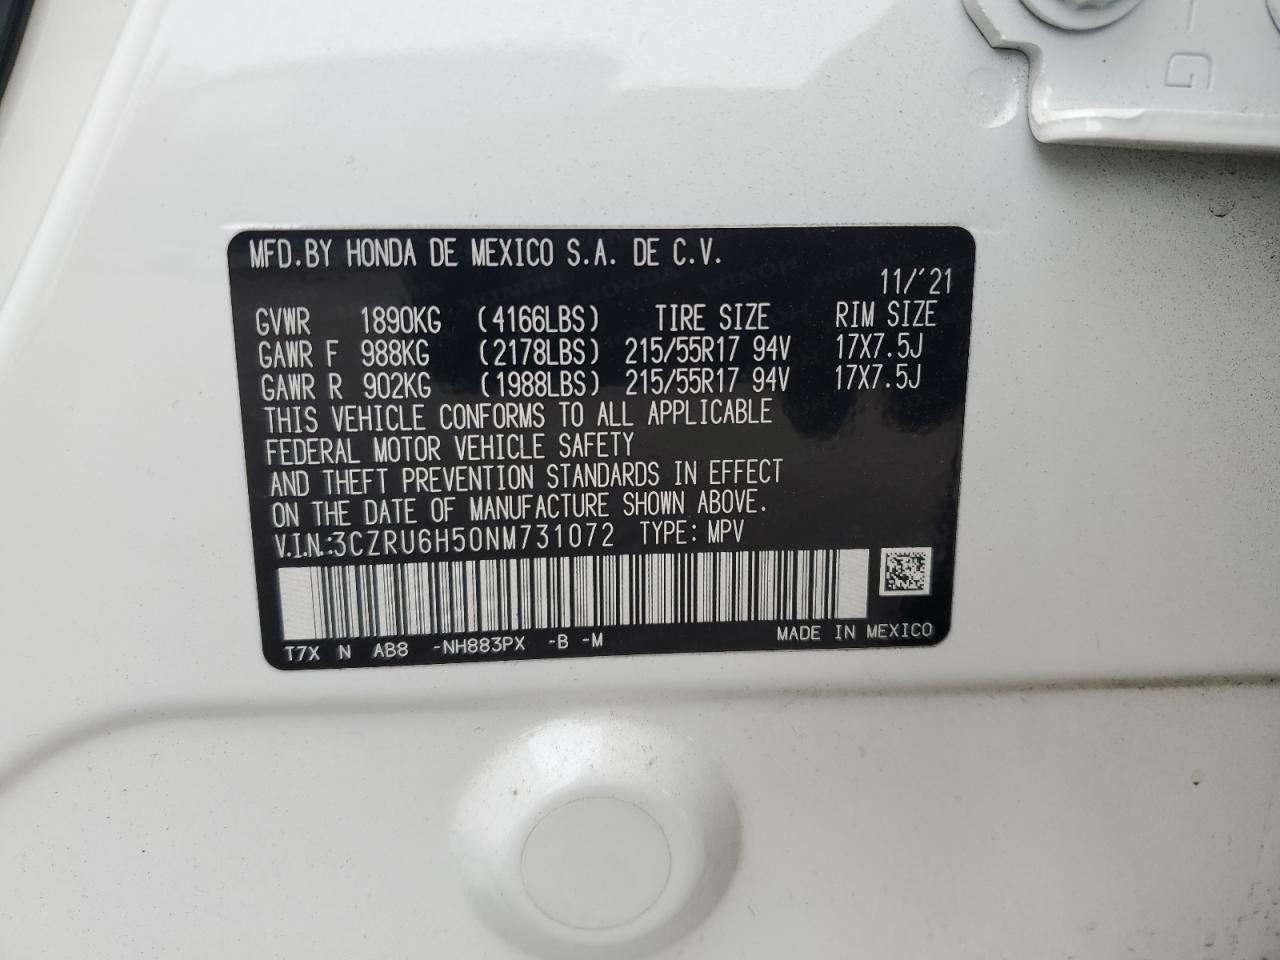 G
MFD.BY HONDA DE MEXICO S.A. DE C.V.
11/'21
GVWR 1890KG (4166LBS) TIRE SIZE RIM SIZE
GAWR F 988KG (2178LBS) 215/55R17 94V 17X7.5J
GAWR R 902KG (1988LBS) 215/55R17 94V 17X7.5J
THIS VEHICLE CONFORMS TO ALL APPLICABLE
FEDERAL MOTOR VEHICLE SAFETY
AND THEFT PREVENTION STANDARDS IN EFFECT
ON THE DATE OF MANUFACTURE SHOWN ABOVE.
V.I.N.:3CZRU6H50NM731072 TYPE: MPV
T7X N AB8 -NH883PX -B -M MADE IN MEXICO